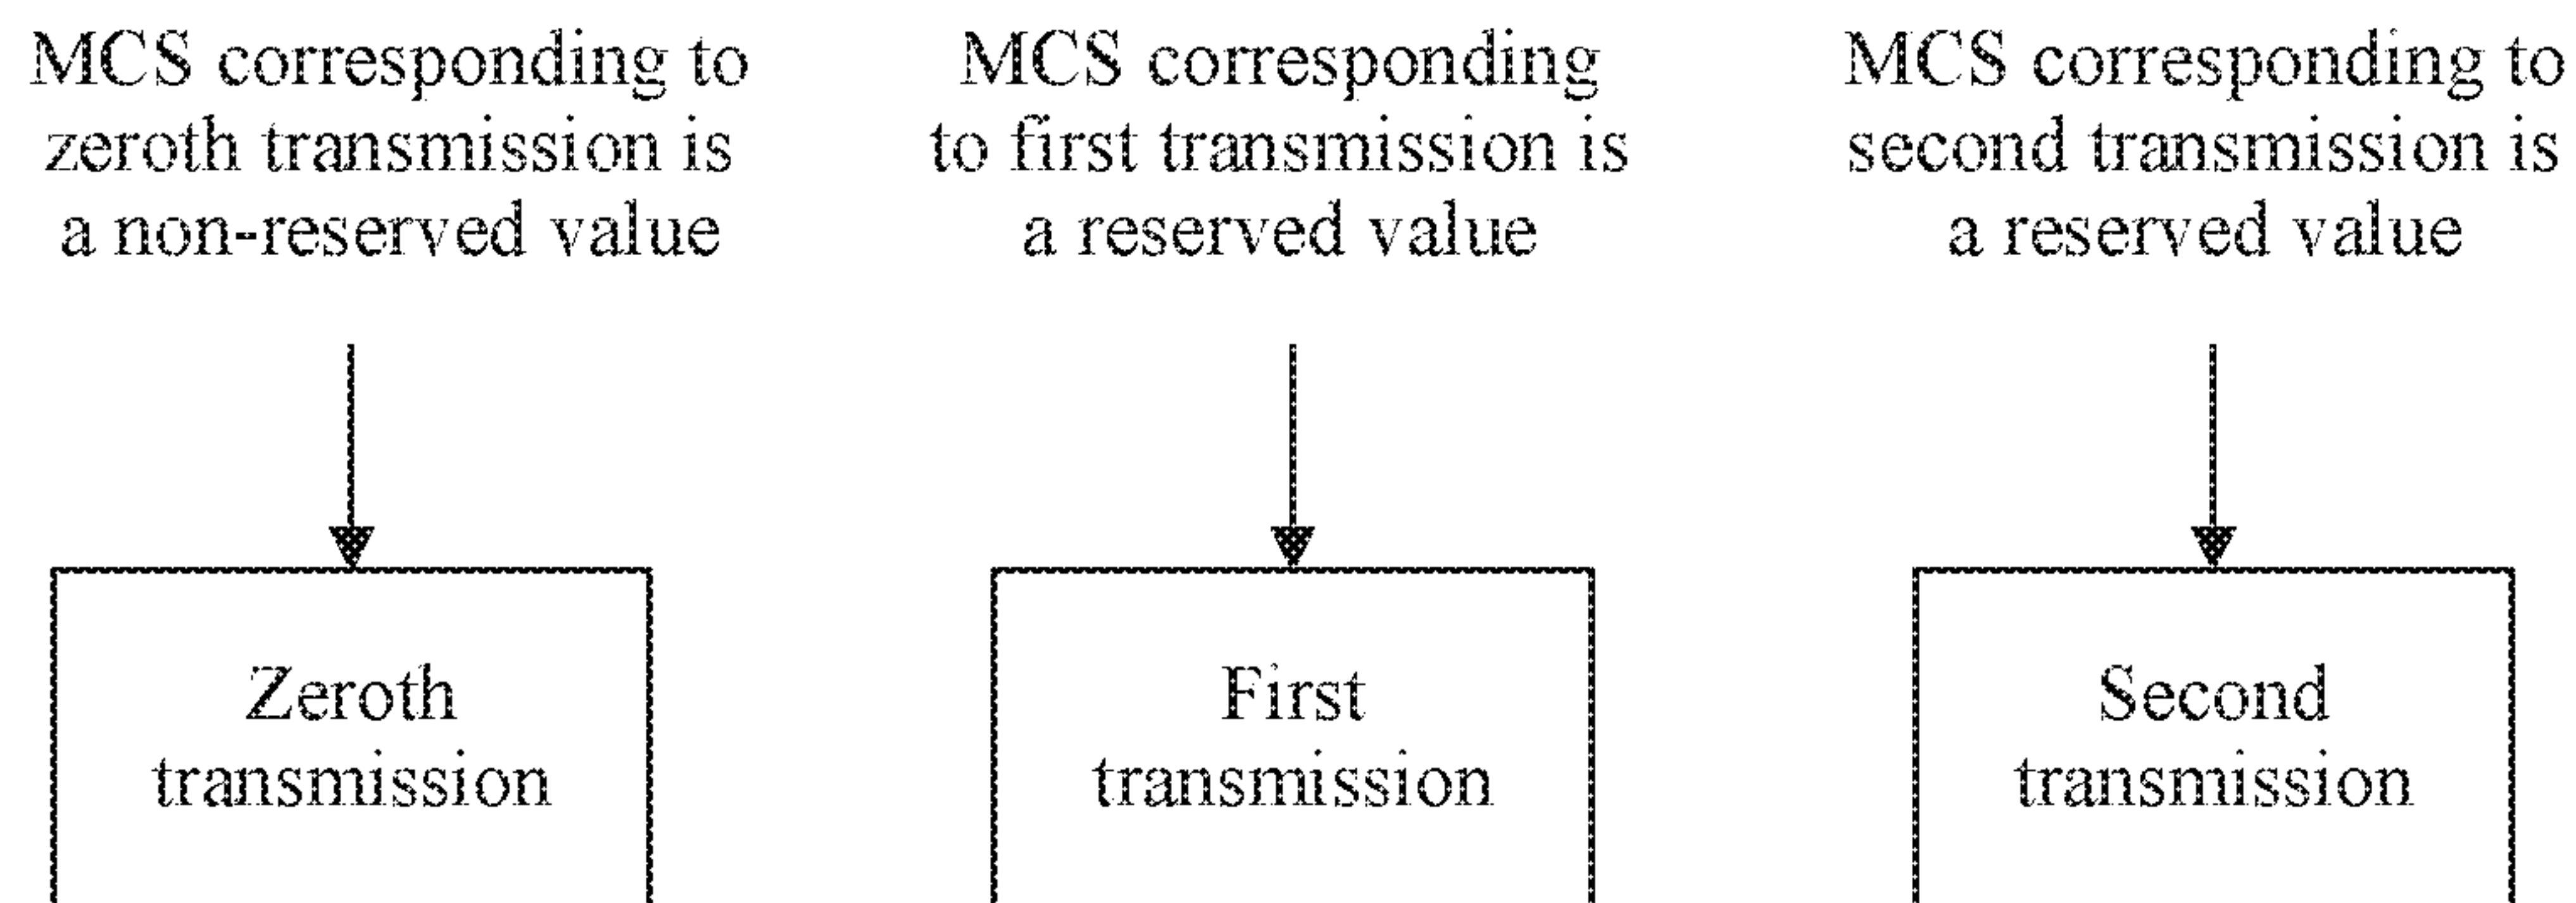 MCS corresponding to
zeroth transmission is
a non-reserved value
MCS corresponding
to first transmission is
a reserved value
MCS corresponding to
second transmission is
a reserved value
Zeroth
transmission
First
transmission
Second
transmission